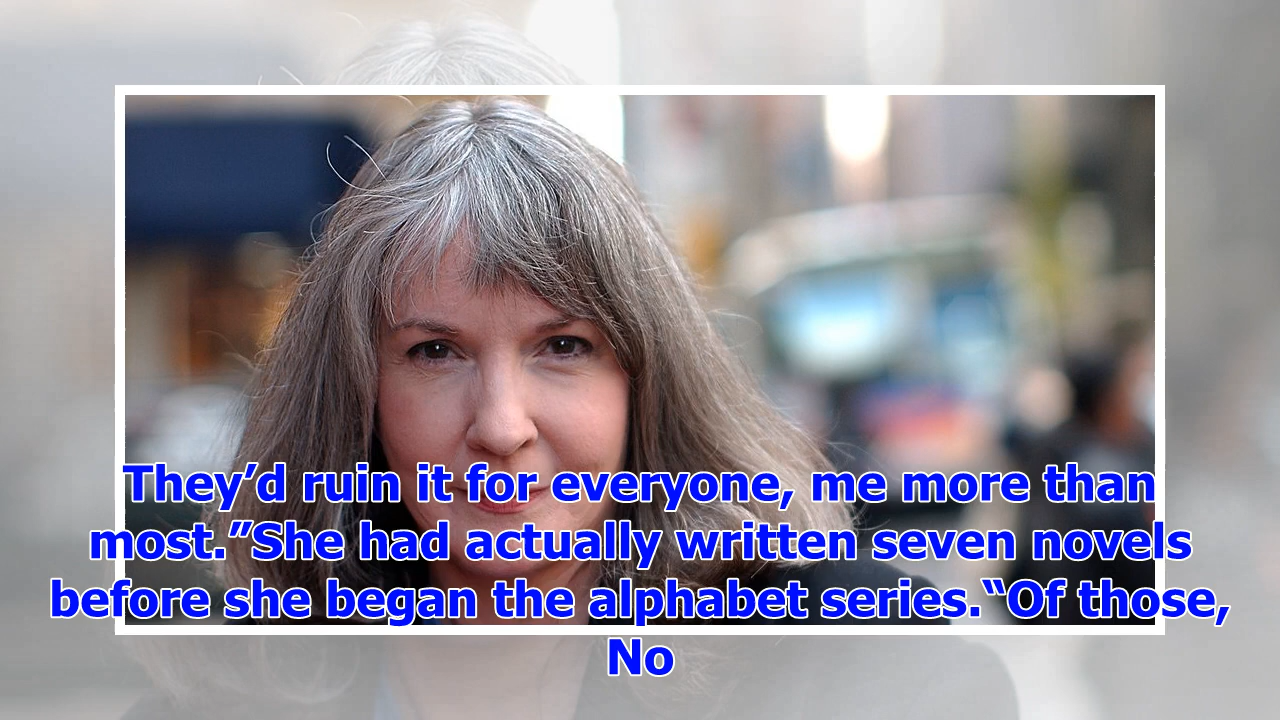 They’d ruin it for everyone, me more than
most.”She had actually written seven novels
before she began the alphabet series.“Of those,
No